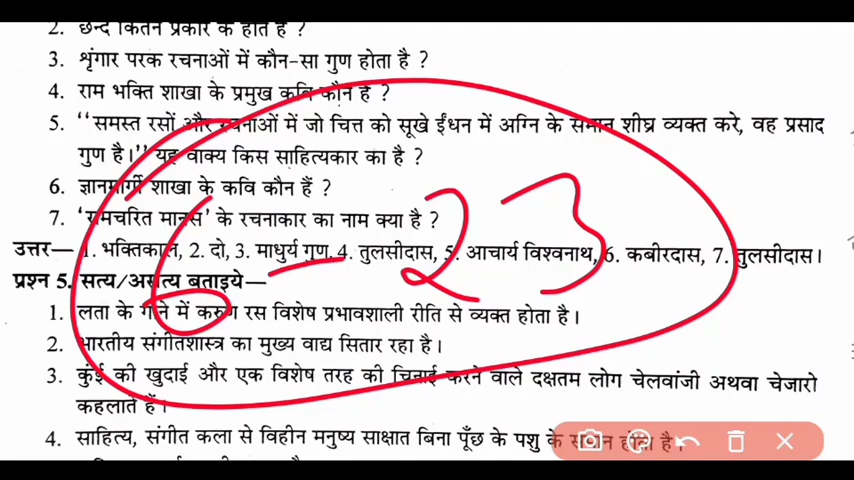 2. छन्द कितने प्रकार के होते हैं ?
3. शृंगार परक रचनाओं में कौन-सा गुण होता है ?
4. राम भक्ति शाखा के प्रमुख कवि कौन हैं ?
5. ‘‘समस्त रसों और रचनाओं में जो चित्त को सूखे ईंधन में अग्नि के समान शीघ्र व्यक्त करे, वह प्रसाद
गुण है।’’ यह वाक्य किस साहित्यकार का है ?
6. ज्ञानमार्गी शाखा के कवि कौन हैं ?
7. ‘रामचरित मानस’ के रचनाकार का नाम क्या है ?
उत्तर— 1. भक्तिकाल, 2. दो, 3. माधुर्य गुण, 4. तुलसीदास, 5. आचार्य विश्वनाथ, 6. कबीरदास, 7. तुलसीदास।
6-23
प्रश्न 5. सत्य/असत्य बताइये—
1. लता के गाने में करुण रस विशेष प्रभावशाली रीति से व्यक्त होता है।
2. भारतीय संगीतशास्त्र का मुख्य वाद्य सितार रहा है।
3. कुंई की खुदाई और एक विशेष तरह की चिनाई करने वाले दक्षतम लोग चेलवांजी अथवा चेजारो
कहलाते हैं।
4. साहित्य, संगीत कला से विहीन मनुष्य साक्षात बिना पूँछ के पशु के समान होता है।